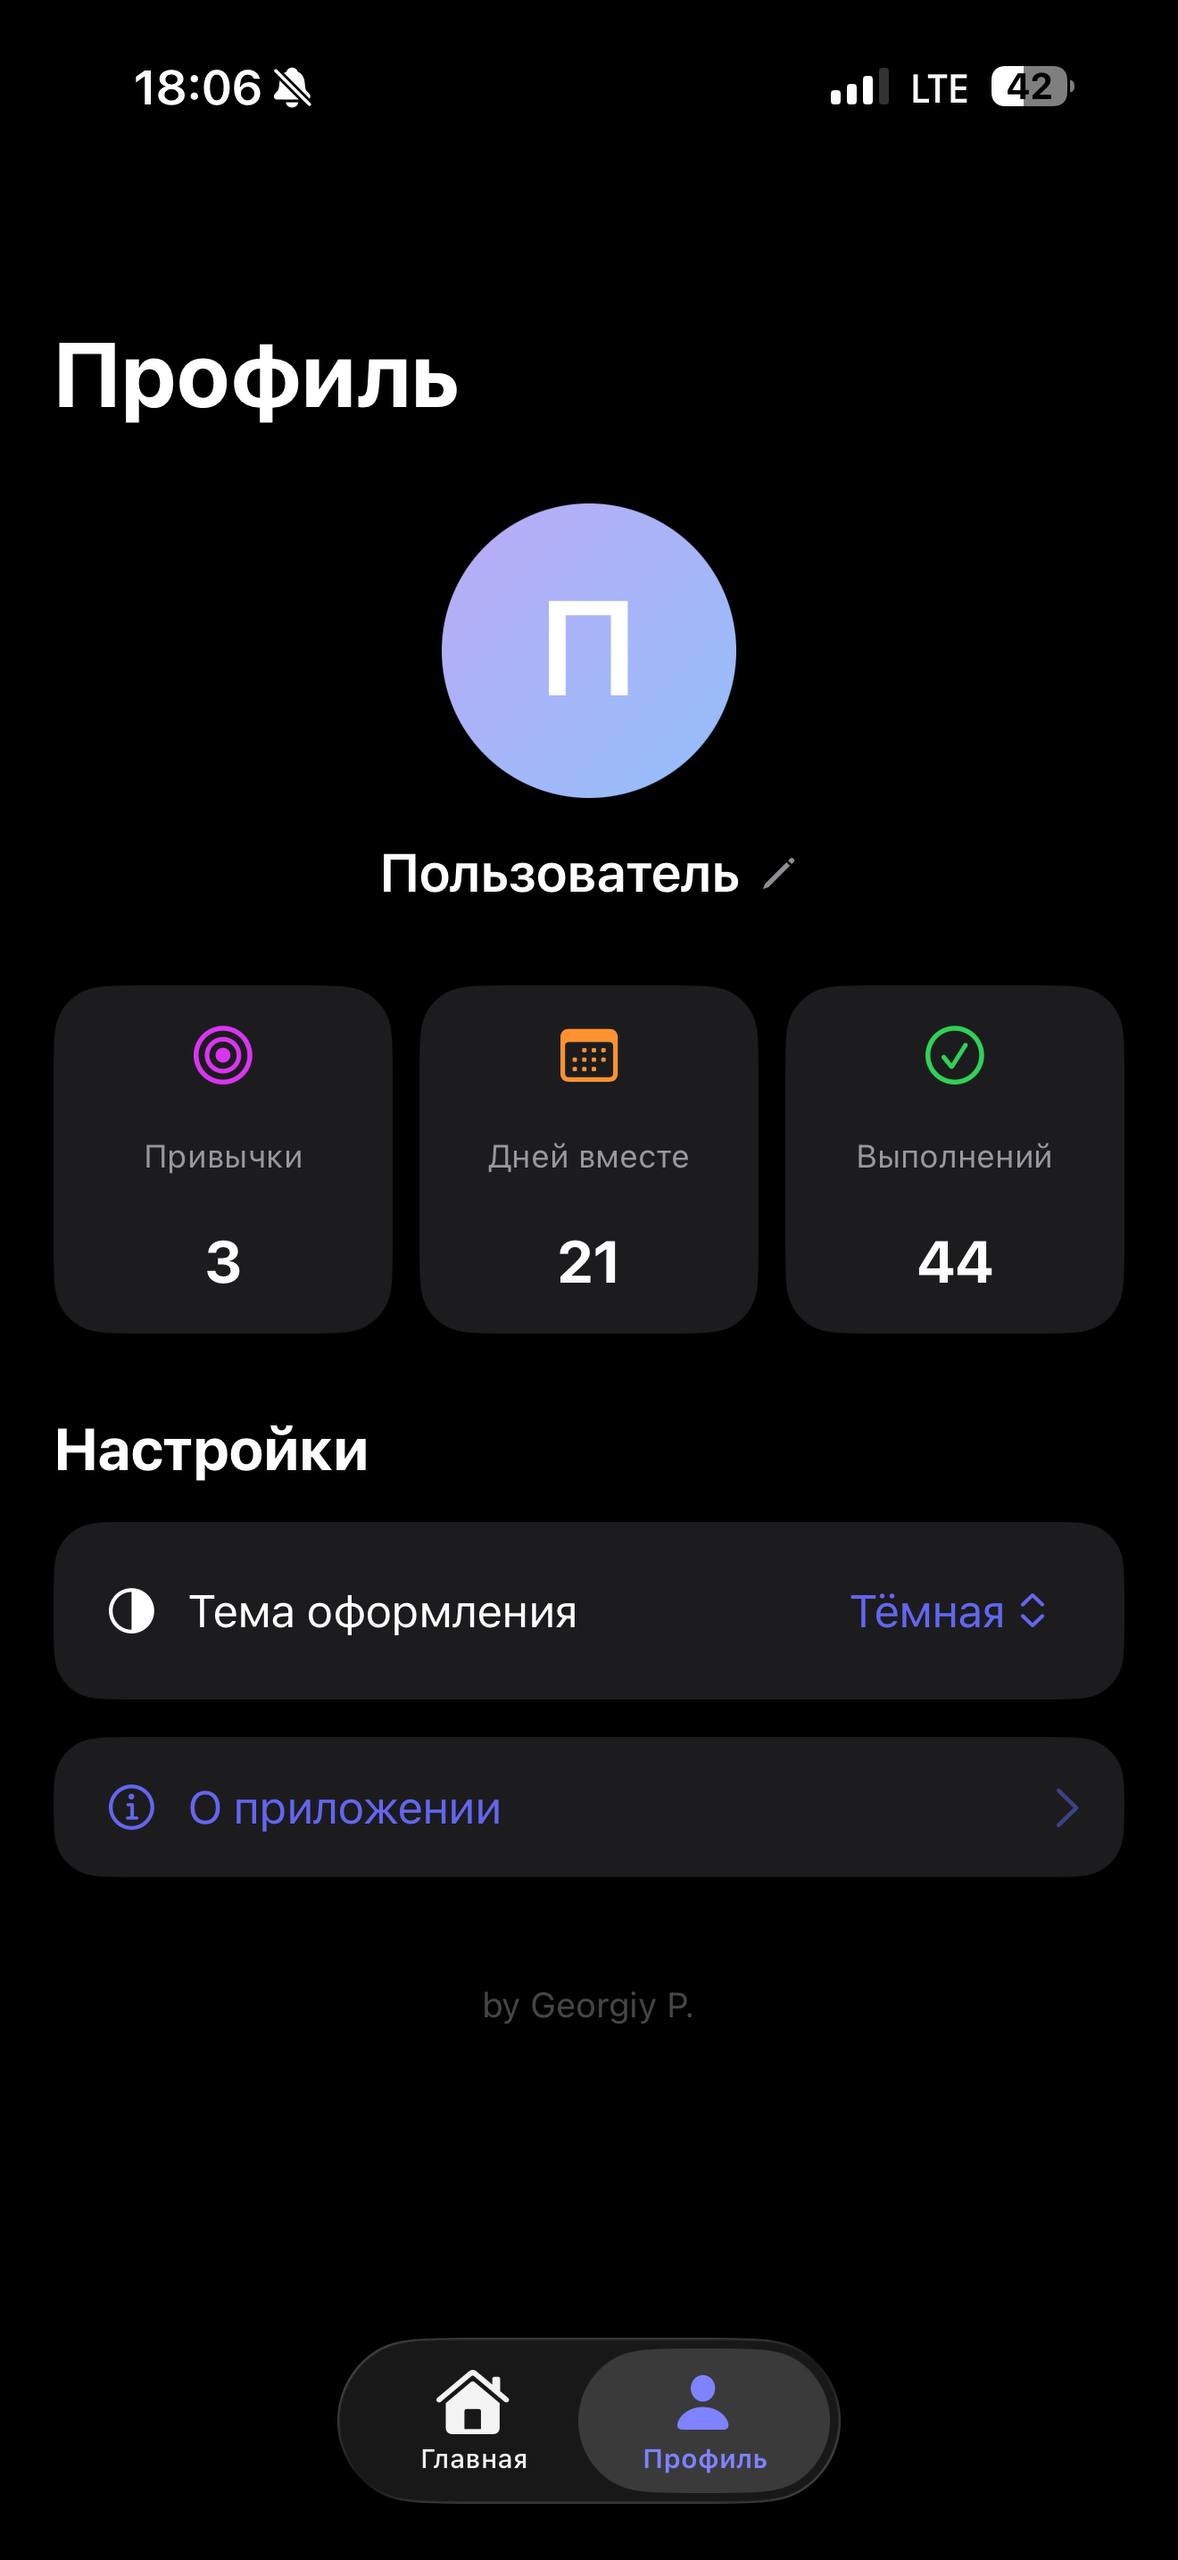 18:06
LTE 42
Профиль
П
Пользователь
Привычки
Дней вместе
Выполнений
3
21
44
Настройки
Тема оформления
Тёмная
О приложении
by Georgiy P.
Главная
Профиль